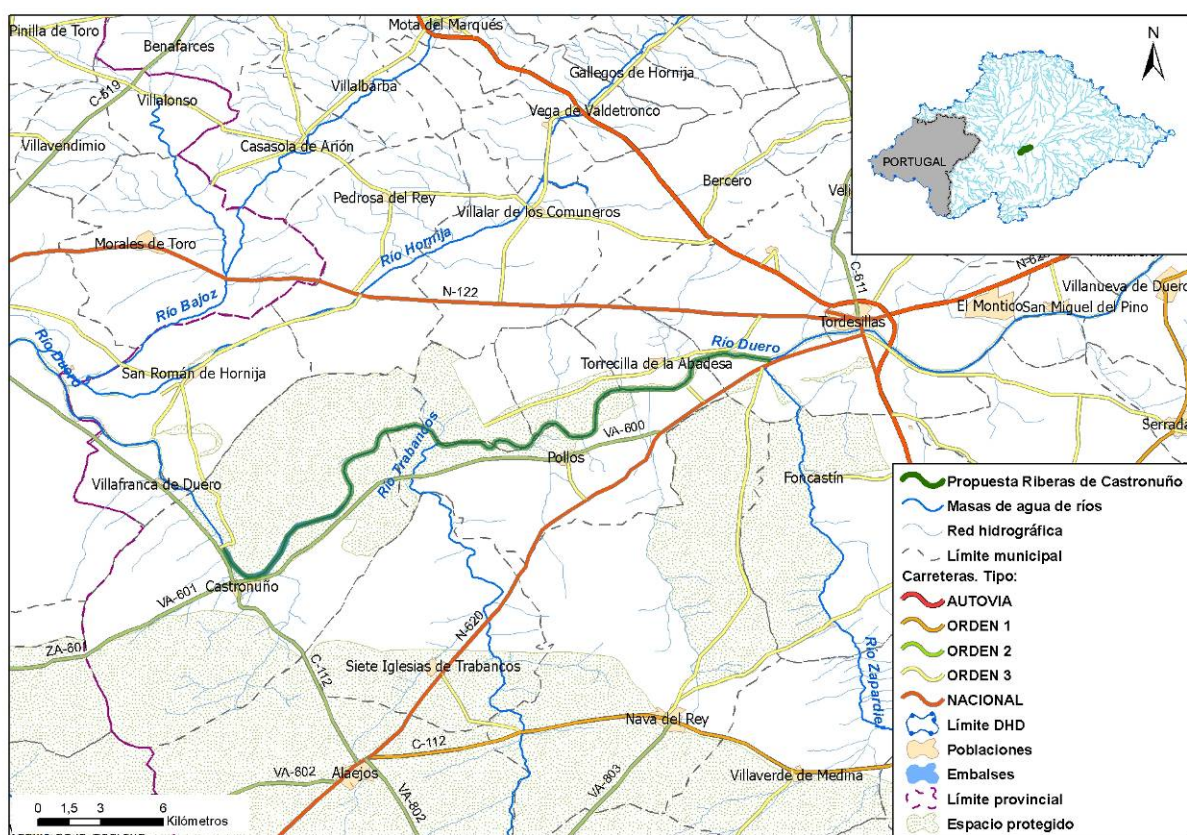 Mota del Marqués
Pinilla de Toro
Benafarces
C-519
Villalonso
Villalbarba
Gallegos de Hornija
Vega de Valdetronco
Villavendimio
Casasola de Arión
Pedrosa del Rey
Villalar de los Comuneros
Bercero
Veli
N
PORTUGAL
Morales de Toro
Río Hornija
Río Bajoz
N-122
C-611
N-62
Villanueva de Duero
El Montico
San Miguel del Pino
Tordesillas
Río Duero
Río Duero
San Román de Hornija
Torrecilla de la Abadesa
Serrada
VA-600
Pollos
Río Trabancos
Villafranca de Duero
Foncastín
Castronuño
VA-601
ZA-601
C-112
N-620
Siete Iglesias de Trabancos
Río Zapardiel
Nava del Rey
C-112
Alaejos
VA-802
VA-802
VA-803
Villaverde de Medina
0 1,5 3 6
Kilómetros
Propuesta Riberas de Castronuño
Masas de agua de ríos
Red hidrográfica
Límite municipal
Carreteras. Tipo:
AUTOVIA
ORDEN 1
ORDEN 2
ORDEN 3
NACIONAL
Límite DHD
Poblaciones
Embalses
Límite provincial
Espacio protegido